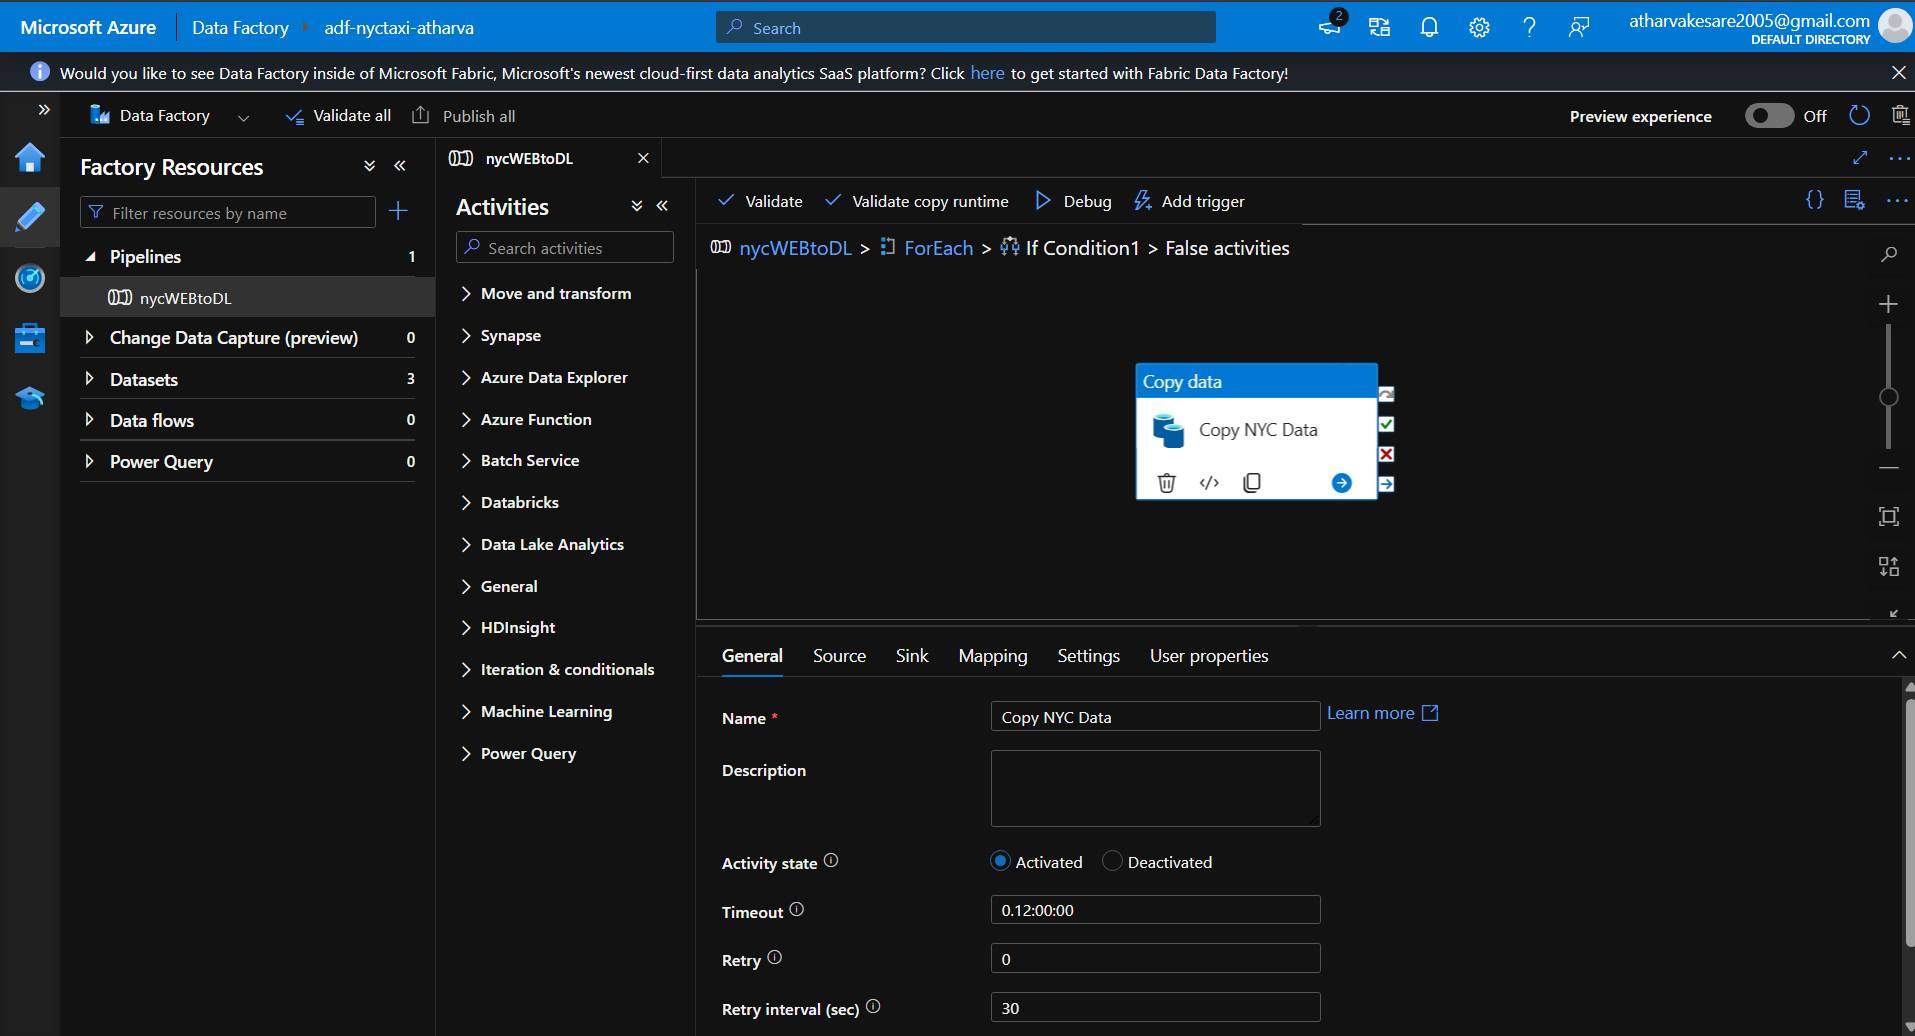 Microsoft Azure Data Factory adf-nyctaxi-atharva Search 2 atharvakesare2005@gmail.com
DEFAULT DIRECTORY
Would you like to see Data Factory inside of Microsoft Fabric, Microsoft's newest cloud-first data analytics SaaS platform? Click here to get started with Fabric Data Factory!
Data Factory Validate all Publish all Preview experience Off
Factory Resources
Filter resources by name
Pipelines 1
nycWEBtoDL
Change Data Capture (preview) 0
Datasets 3
Data flows 0
Power Query 0
nycWEBtoDL
Activities
Search activities
Move and transform
Synapse
Azure Data Explorer
Azure Function
Batch Service
Databricks
Data Lake Analytics
General
HDInsight
Iteration & conditionals
Machine Learning
Power Query
Validate Validate copy runtime Debug Add trigger
nycWEBtoDL > ForEach > If Condition1 > False activities
Copy data
Copy NYC Data
General Source Sink Mapping Settings User properties
Name * Copy NYC Data Learn more
Description
Activity state Activated Deactivated
Timeout 0.12:00:00
Retry 0
Retry interval (sec) 30